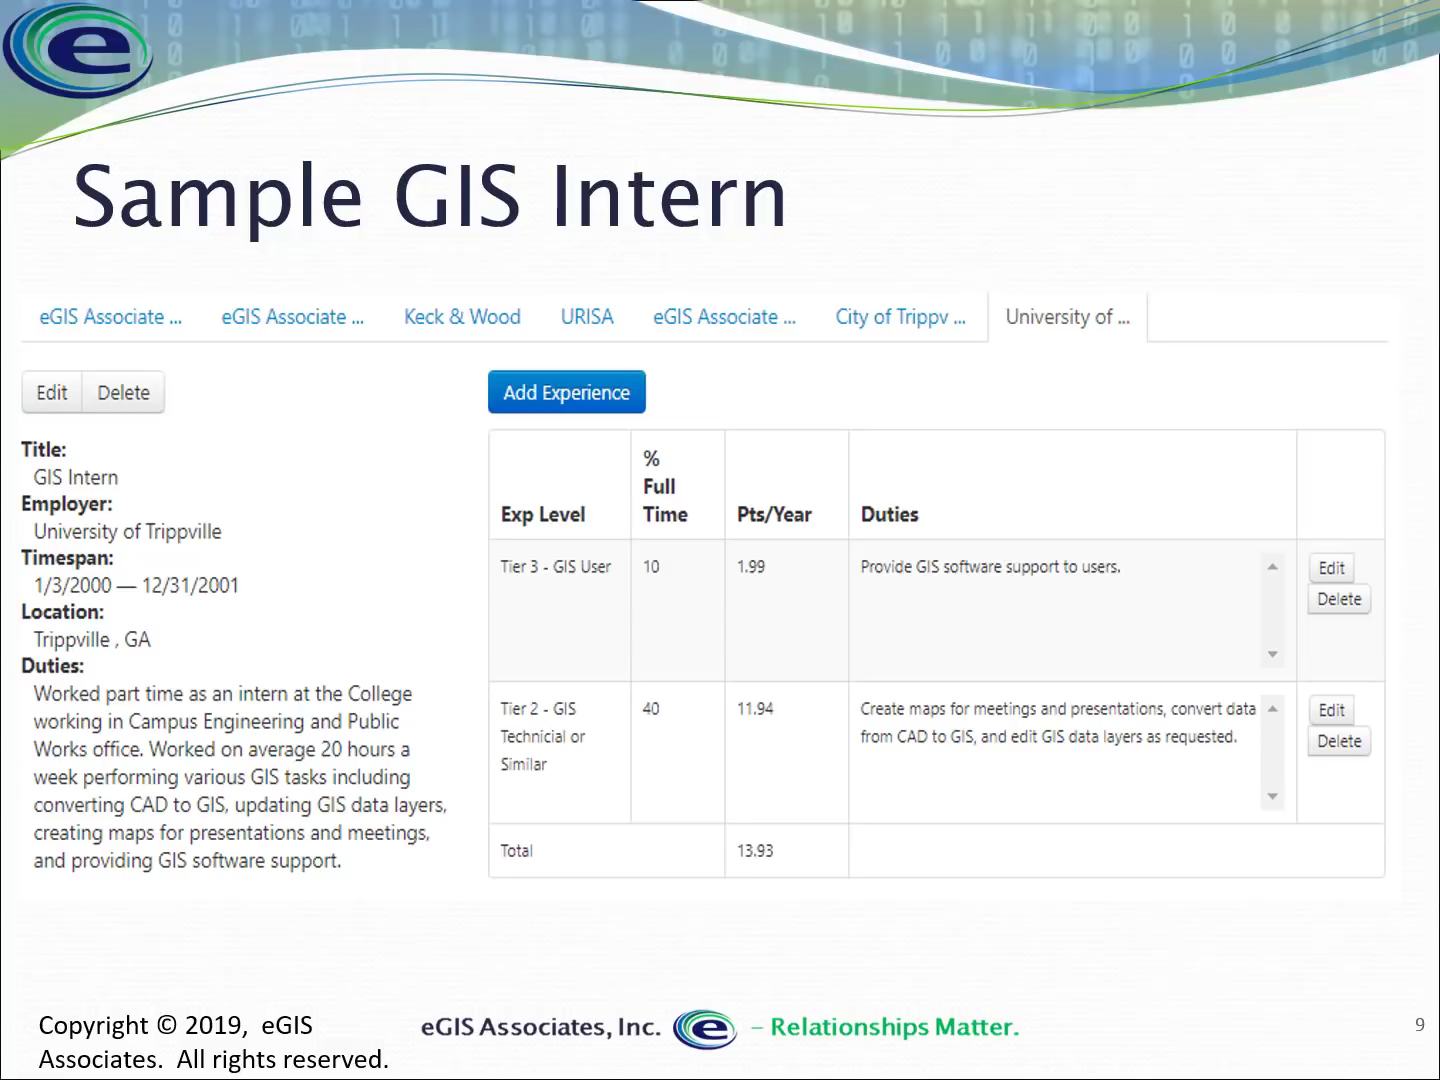 Sample GIS Intern
eGIS Associate ... eGIS Associate ... Keck & Wood URISA eGIS Associate ... City of Trippv ... University of ...
Edit Delete
Title:
GIS Intern
Employer:
University of Trippville
Timespan:
1/3/2000 — 12/31/2001
Location:
Trippville , GA
Duties:
Worked part time as an intern at the College
working in Campus Engineering and Public
Works office. Worked on average 20 hours a
week performing various GIS tasks including
converting CAD to GIS, updating GIS data layers,
creating maps for presentations and meetings,
and providing GIS software support.
Add Experience
%
Full
Exp Level Time Pts/Year Duties
Tier 3 - GIS User 10 1.99 Provide GIS software support to users. Edit
Delete
Tier 2 - GIS 40 11.94 Create maps for meetings and presentations, convert data Edit
Technicial or from CAD to GIS, and edit GIS data layers as requested. Delete
Similar
Total 13.93
Copyright © 2019, eGIS
Associates. All rights reserved.
eGIS Associates, Inc. e – Relationships Matter.
9